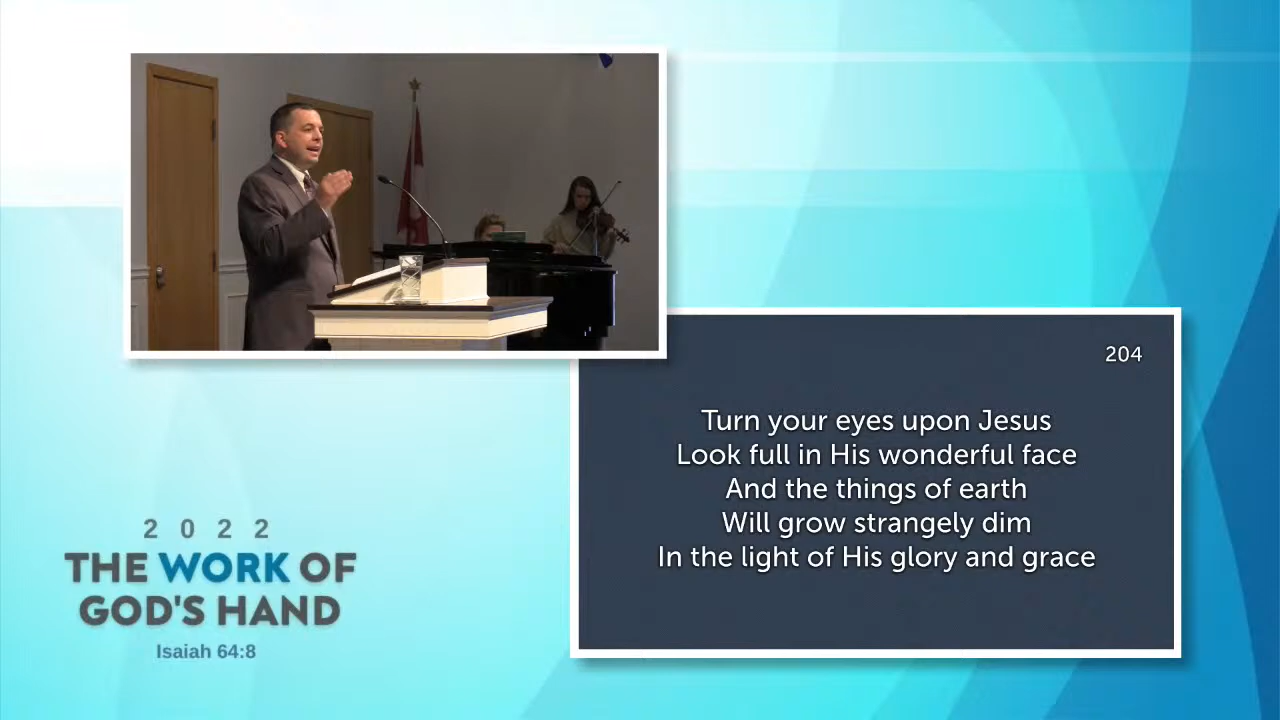 204
Turn your eyes upon Jesus
Look full in His wonderful face
And the things of earth
Will grow strangely dim
In the light of His glory and grace
2022
THE WORK OF
GOD'S HAND
Isaiah 64:8